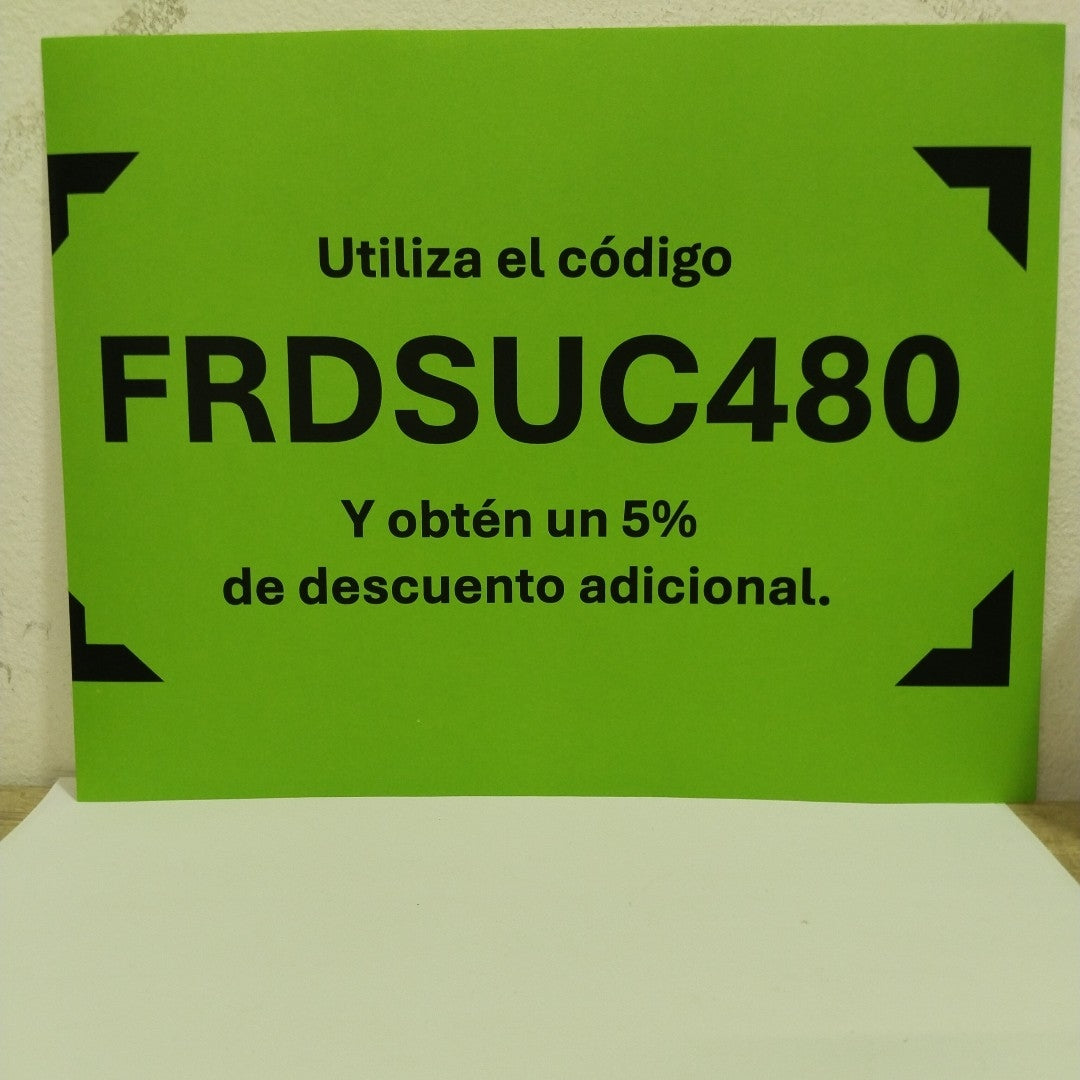 Utiliza el código
FRDSUC480
Y obtén un 5%
de descuento adicional.